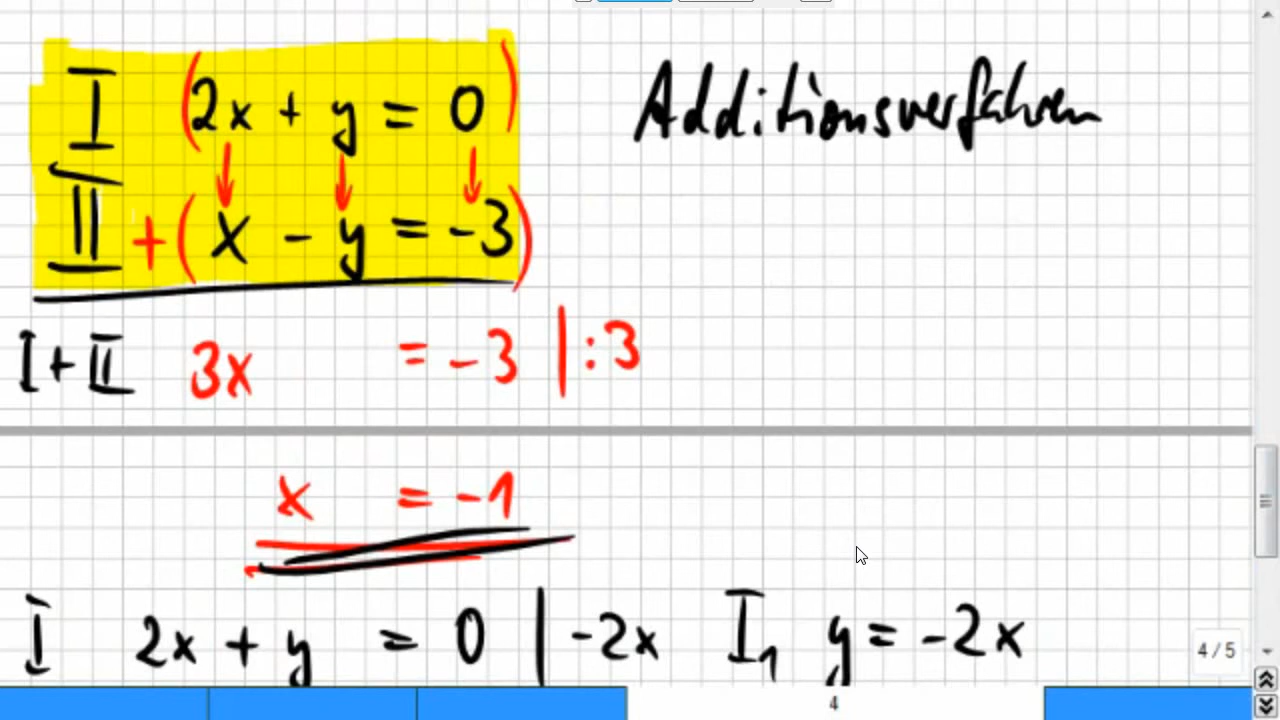 I (2x + y = 0) Additionsverfahren
II +( x - y = -3)
I+II 3x = -3 | :3
x = -1
I 2x + y = 0 | -2x I₁ y = -2x
4 / 5
4